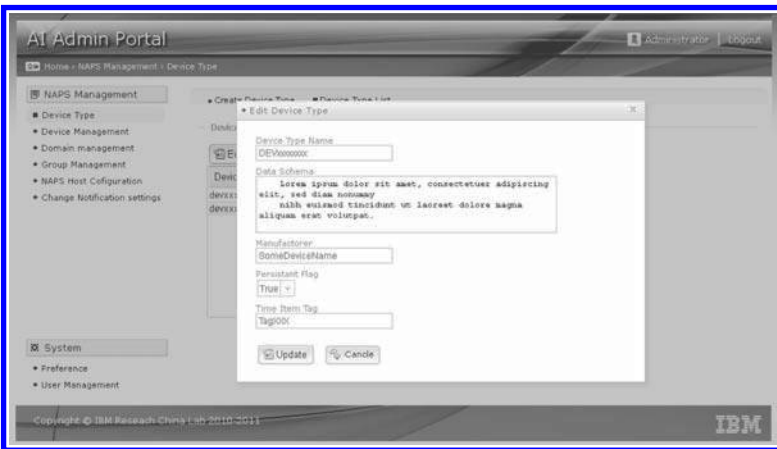 AI Admin Portal
Administrator | Logout
Home › NAPS Management › Device Type
NAPS Management
Device Type
Device Management
Domain management
Group Management
NAPS Host Cofiguration
Change Notification settings
System
Preference
User Management
Create Device Type
Device Type List
Edit Device Type
x
Devcie Type Name
DEVxxxxxxxx
Data Schema
Lorem ipsum dolor sit amet, consectetuer adipiscing
elit, sed diam nonummy
nibh euismod tincidunt ut laoreet dolore magna
aliquam erat volutpat.
Manufactorer
SomeDeviceName
Persistant Flag
True
Time Item Tag
TagXXX
Update
Cancle
Copyright © IBM Reseach China Lab 2010-2011
IBM